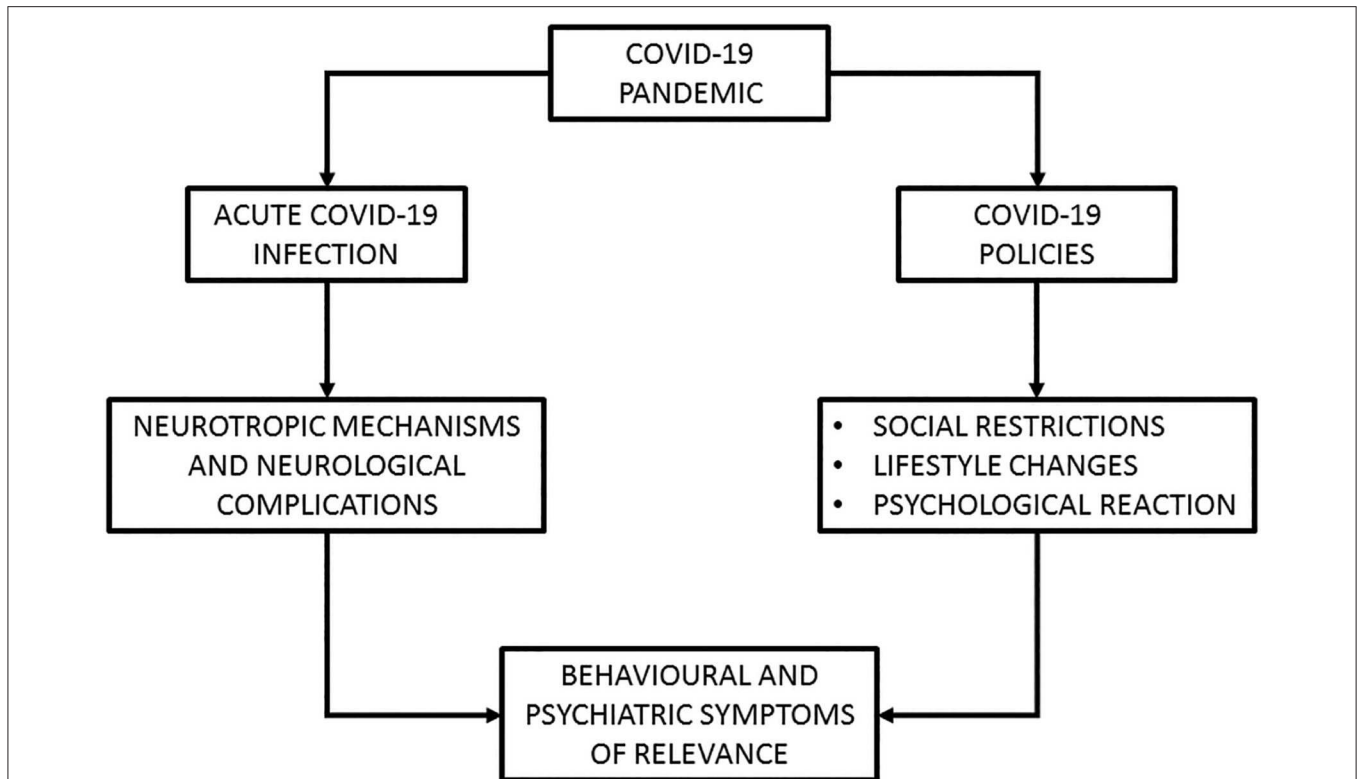 COVID-19
PANDEMIC
ACUTE COVID-19
INFECTION
COVID-19
POLICIES
NEUROTROPIC MECHANISMS
AND NEUROLOGICAL
COMPLICATIONS
• SOCIAL RESTRICTIONS
• LIFESTYLE CHANGES
• PSYCHOLOGICAL REACTION
BEHAVIOURAL AND
PSYCHIATRIC SYMPTOMS
OF RELEVANCE